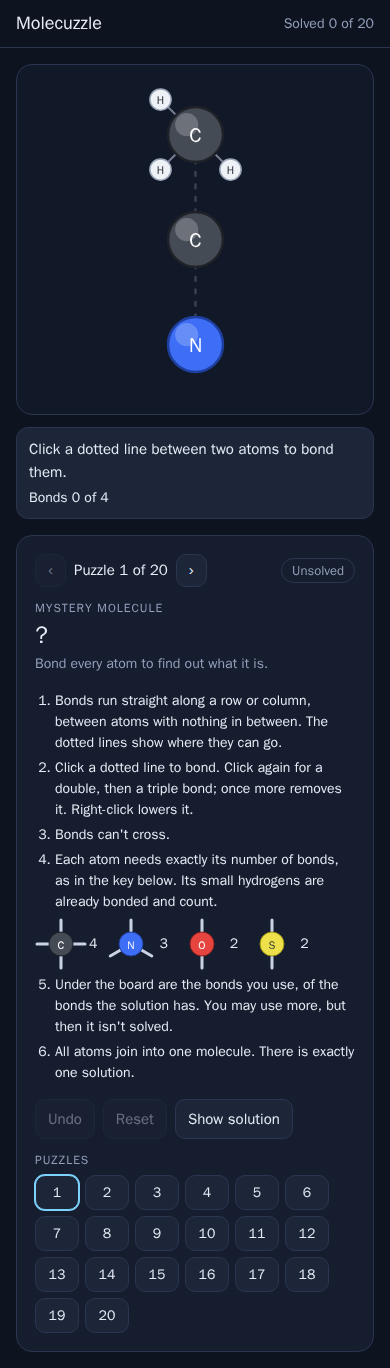 Molecuzzle
Solved 0 of 20
H
C
H
H
C
N
Click a dotted line between two atoms to bond
them.
Bonds 0 of 4
‹
Puzzle 1 of 20
›
Unsolved
MYSTERY MOLECULE
?
Bond every atom to find out what it is.
1. Bonds run straight along a row or column,
between atoms with nothing in between. The
dotted lines show where they can go.
2. Click a dotted line to bond. Click again for a
double, then a triple bond; once more removes
it. Right-click lowers it.
3. Bonds can't cross.
4. Each atom needs exactly its number of bonds,
as in the key below. Its small hydrogens are
already bonded and count.
C 4 N 3 O 2 S 2
5. Under the board are the bonds you use, of the
bonds the solution has. You may use more, but
then it isn't solved.
6. All atoms join into one molecule. There is exactly
one solution.
Undo
Reset
Show solution
PUZZLES
1 2 3 4 5 6
7 8 9 10 11 12
13 14 15 16 17 18
19 20